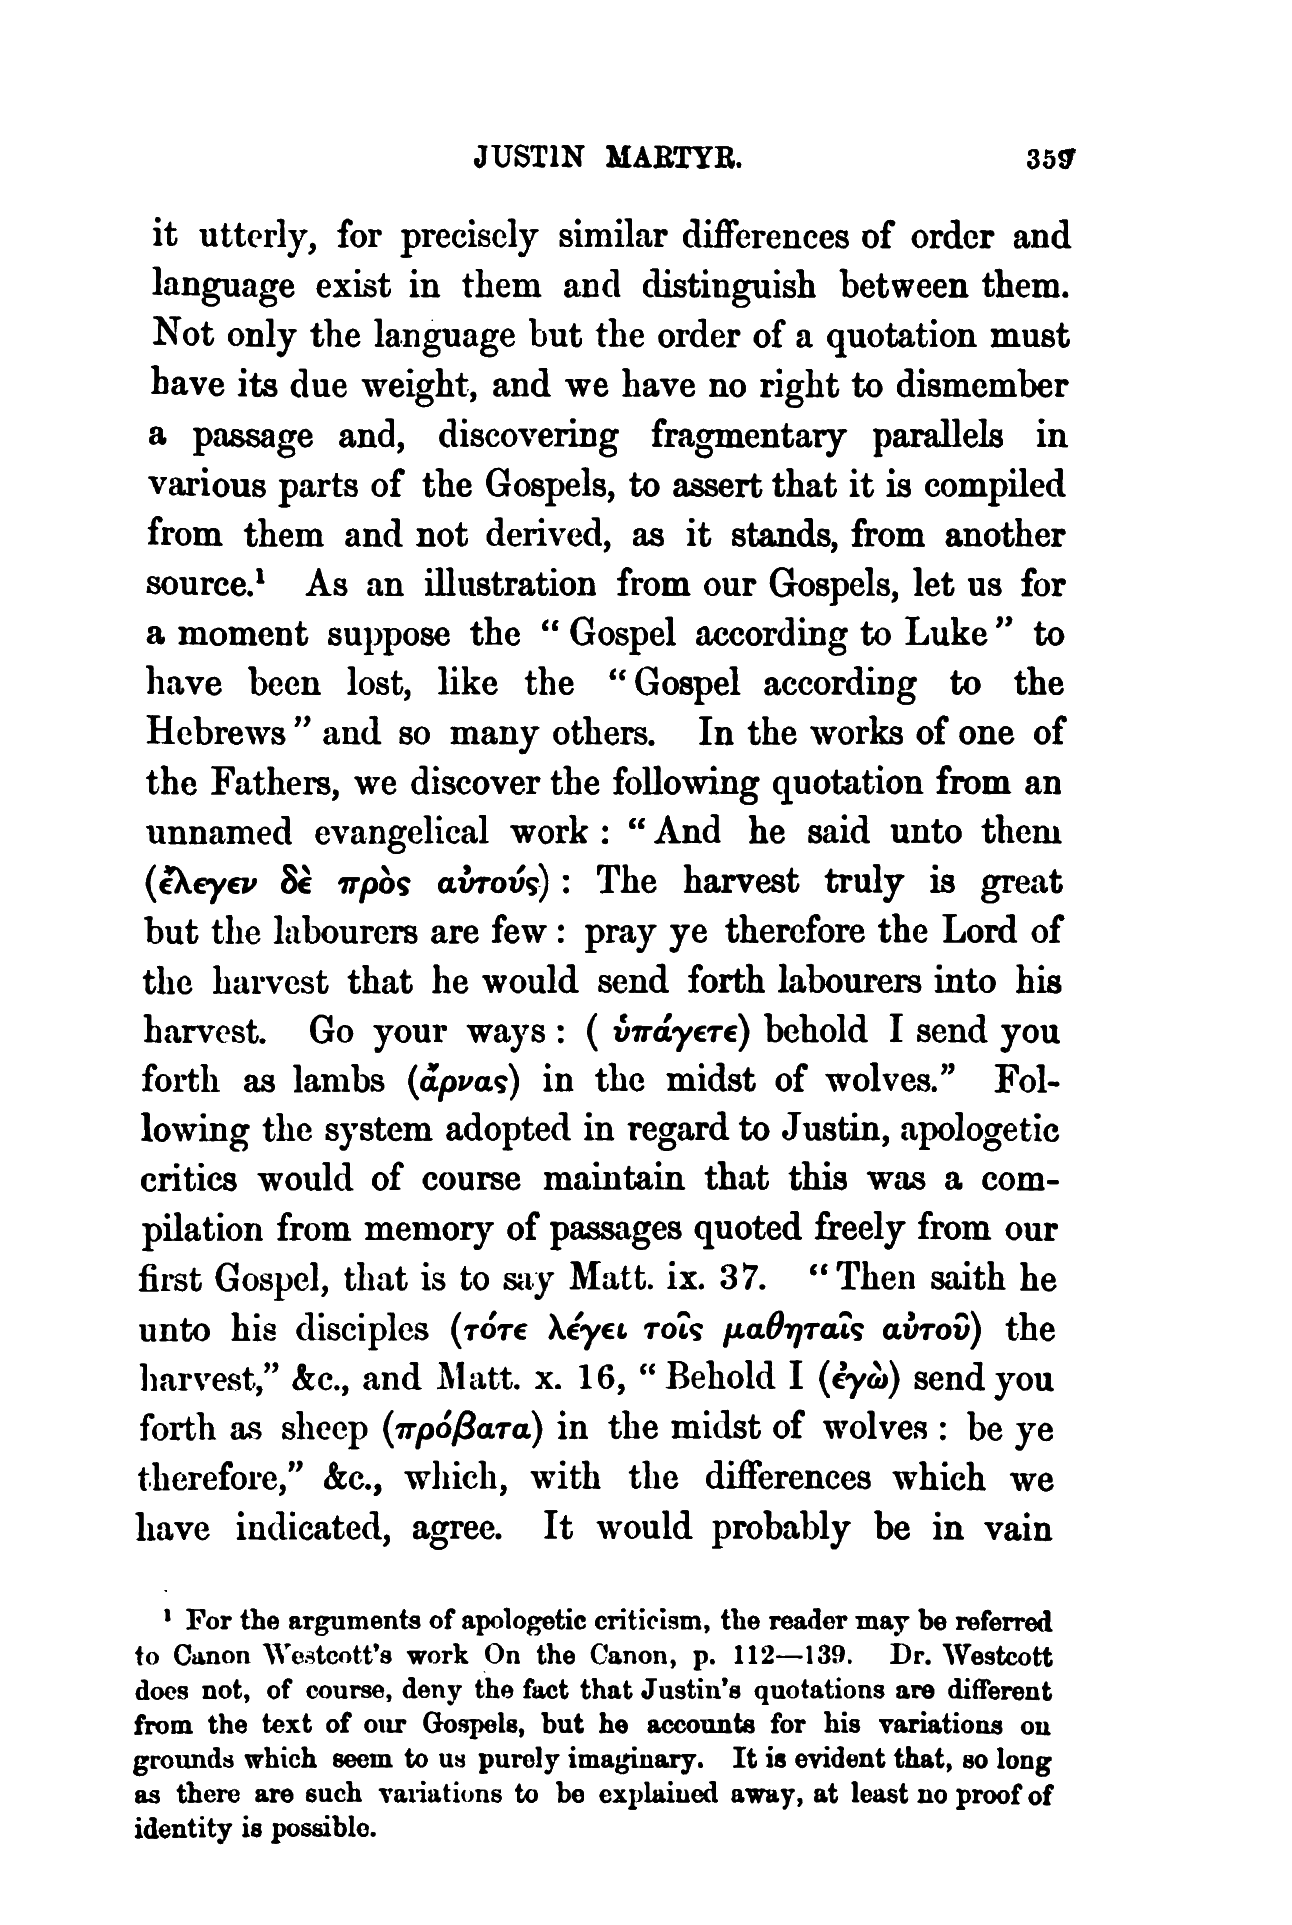 JUSTIN MARTYR. 359
it utterly, for precisely similar differences of order and
language exist in them and distinguish between them.
Not only the language but the order of a quotation must
have its due weight, and we have no right to dismember
a passage and, discovering fragmentary parallels in
various parts of the Gospels, to assert that it is compiled
from them and not derived, as it stands, from another
source.¹ As an illustration from our Gospels, let us for
a moment suppose the “Gospel according to Luke” to
have been lost, like the “Gospel according to the
Hebrews” and so many others. In the works of one of
the Fathers, we discover the following quotation from an
unnamed evangelical work : “And he said unto them
(ἔλεγεν δὲ πρὸς αὐτούς) : The harvest truly is great
but the labourers are few : pray ye therefore the Lord of
the harvest that he would send forth labourers into his
harvest. Go your ways : ( ὑπάγετε) behold I send you
forth as lambs (ἄρνας) in the midst of wolves.” Fol-
lowing the system adopted in regard to Justin, apologetic
critics would of course maintain that this was a com-
pilation from memory of passages quoted freely from our
first Gospel, that is to say Matt. ix. 37. “Then saith he
unto his disciples (τότε λέγει τοῖς μαθηταῖς αὐτοῦ) the
harvest,” &c., and Matt. x. 16, “Behold I (ἐγὼ) send you
forth as sheep (πρόβατα) in the midst of wolves : be ye
therefore,” &c., which, with the differences which we
have indicated, agree. It would probably be in vain
¹ For the arguments of apologetic criticism, the reader may be referred
to Canon Westcott's work On the Canon, p. 112—139. Dr. Westcott
does not, of course, deny the fact that Justin's quotations are different
from the text of our Gospels, but he accounts for his variations on
grounds which seem to us purely imaginary. It is evident that, so long
as there are such variations to be explained away, at least no proof of
identity is possible.